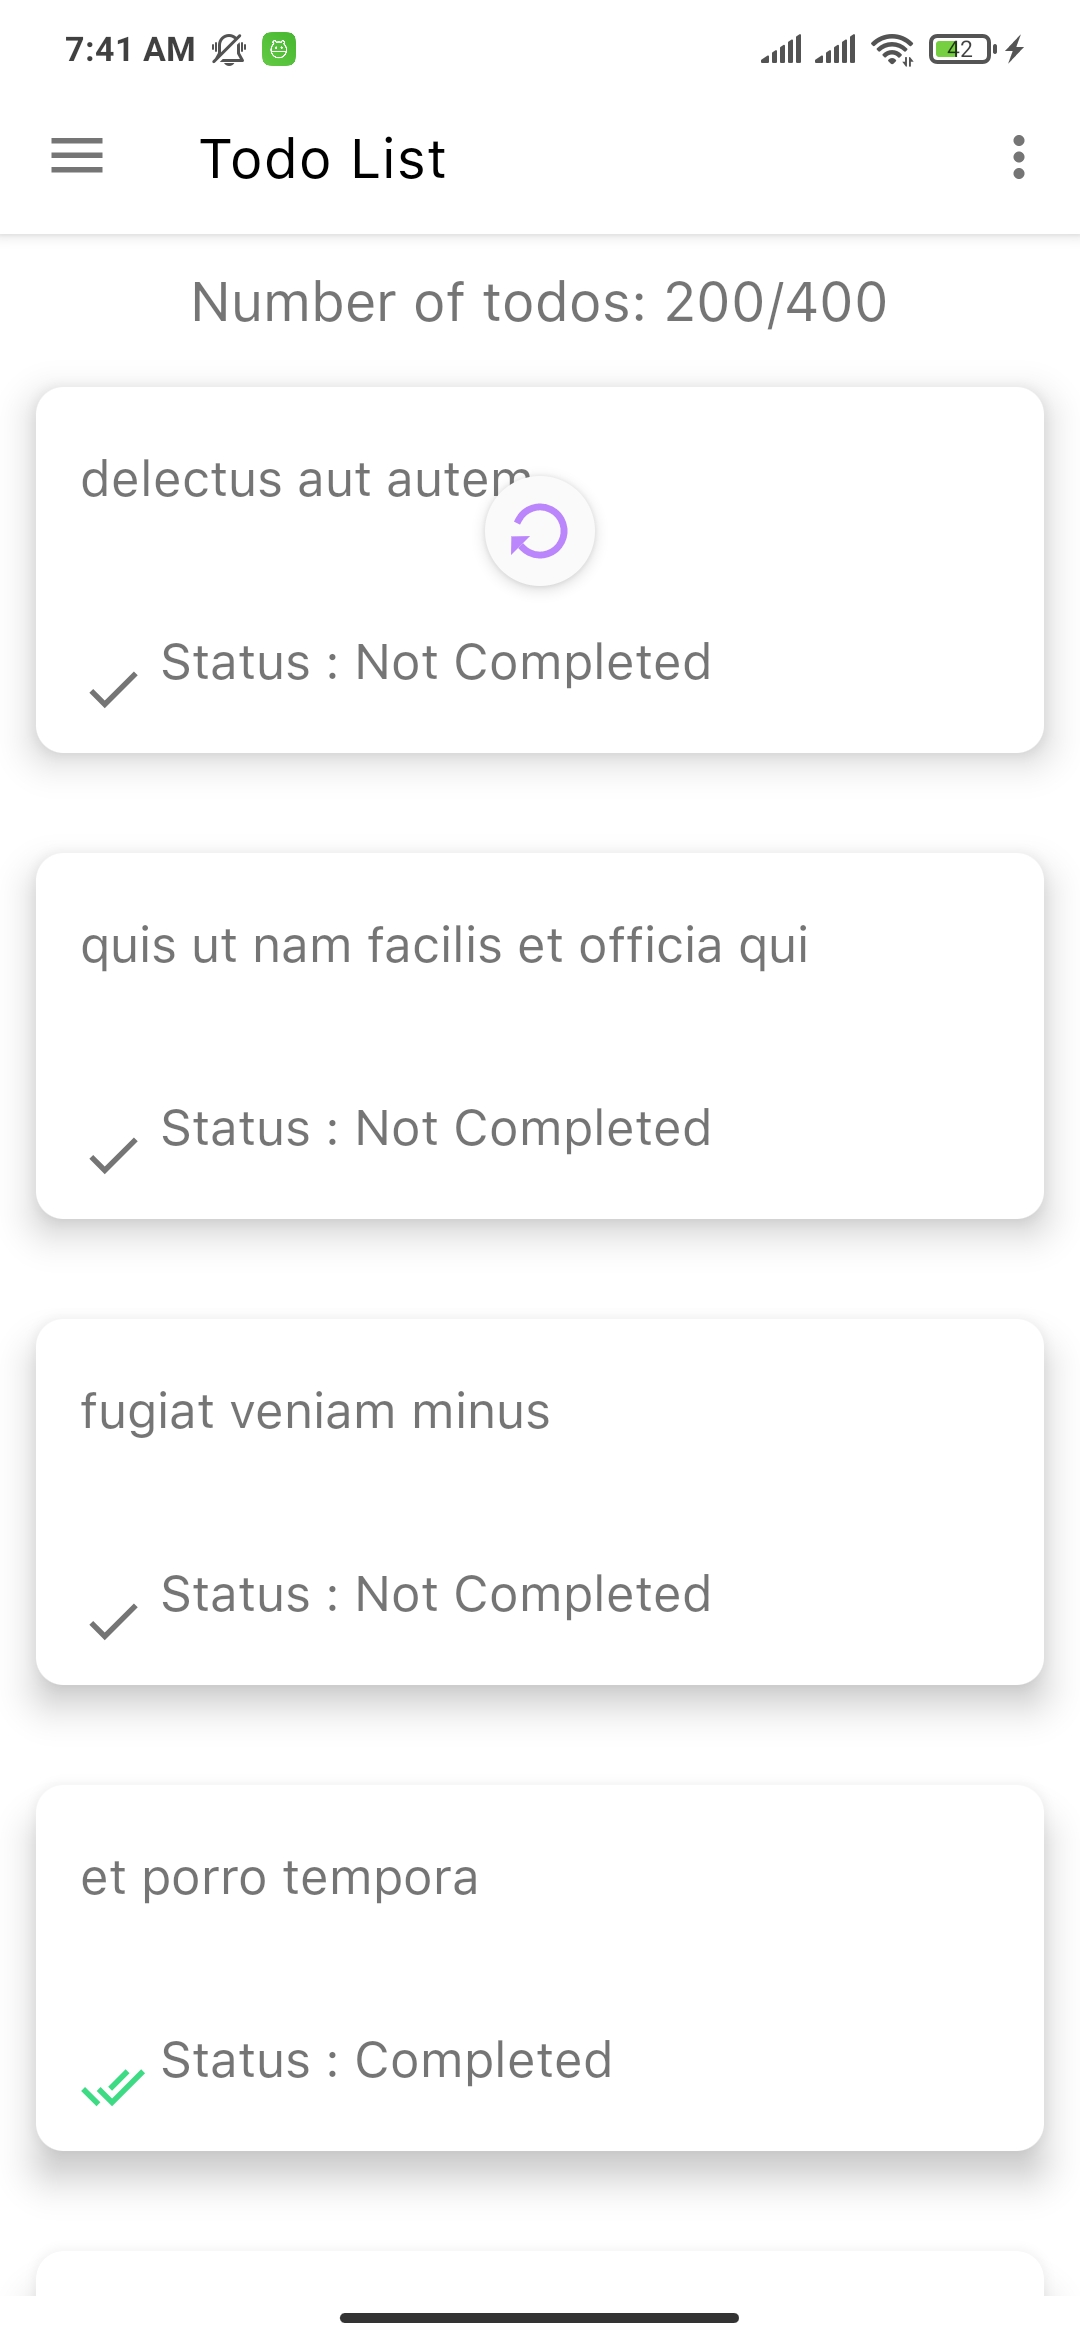 7:41 AM 42
Todo List
Number of todos: 200/400
delectus aut autem
Status : Not Completed
quis ut nam facilis et officia qui
Status : Not Completed
fugiat veniam minus
Status : Not Completed
et porro tempora
Status : Completed